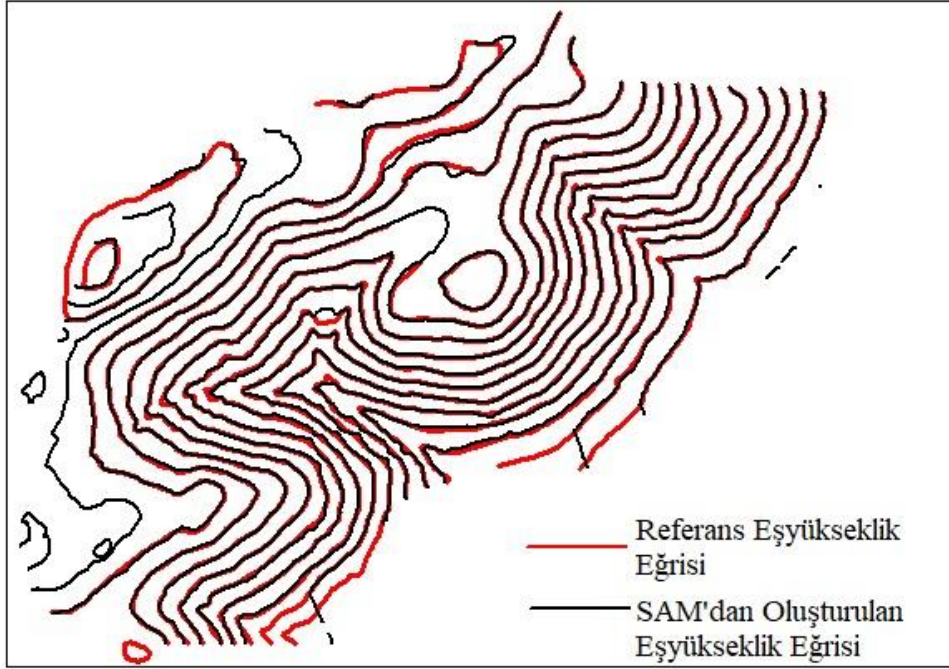 Referans Eşyükseklik
Eğrisi
SAM'dan Oluşturulan
Eşyükseklik Eğrisi